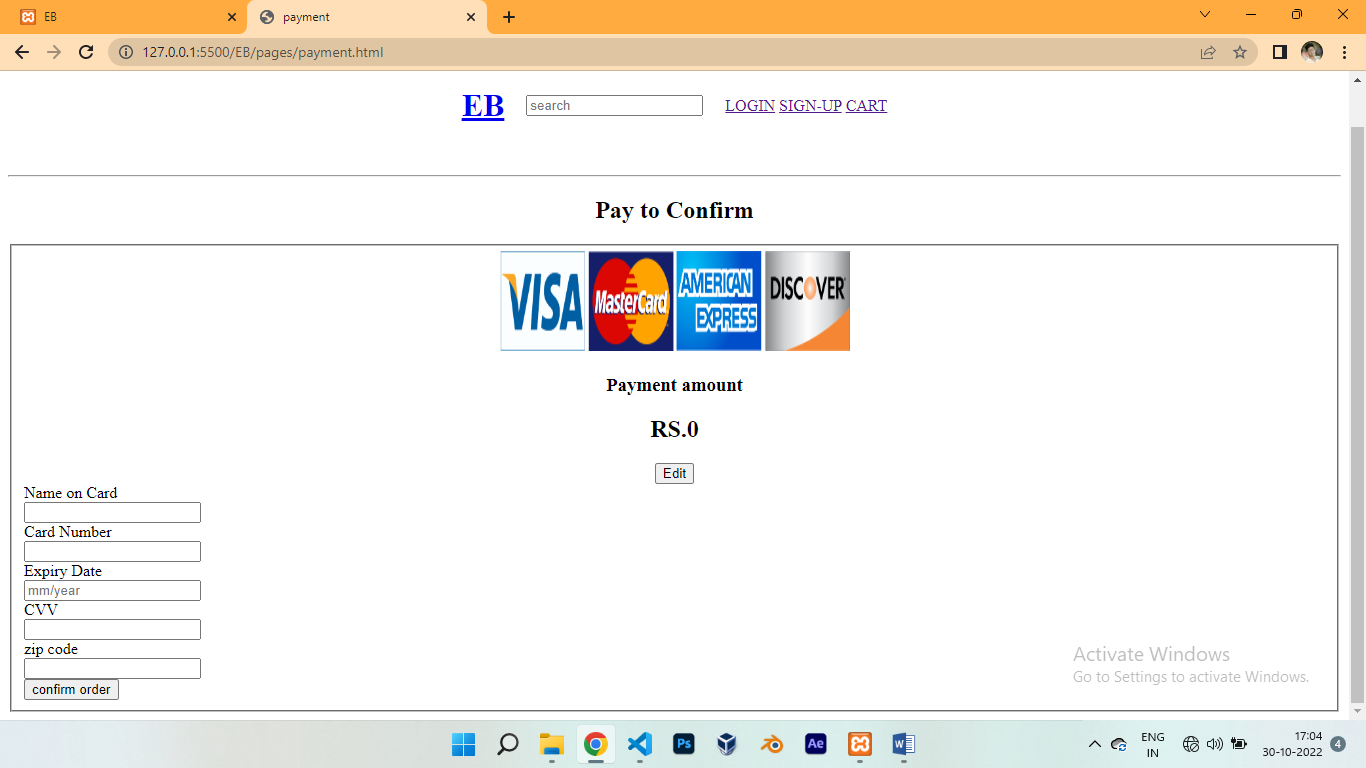 EB
payment
127.0.0.1:5500/EB/pages/payment.html
EB
search
LOGIN SIGN-UP CART
Pay to Confirm
VISA
MasterCard
AMERICAN
EXPRESS
DISCOVER
Payment amount
RS.0
Edit
Name on Card
Card Number
Expiry Date
mm/year
CVV
zip code
confirm order
Activate Windows
Go to Settings to activate Windows.
Ps
Ae
W
ENG
IN
17:04
30-10-2022
4